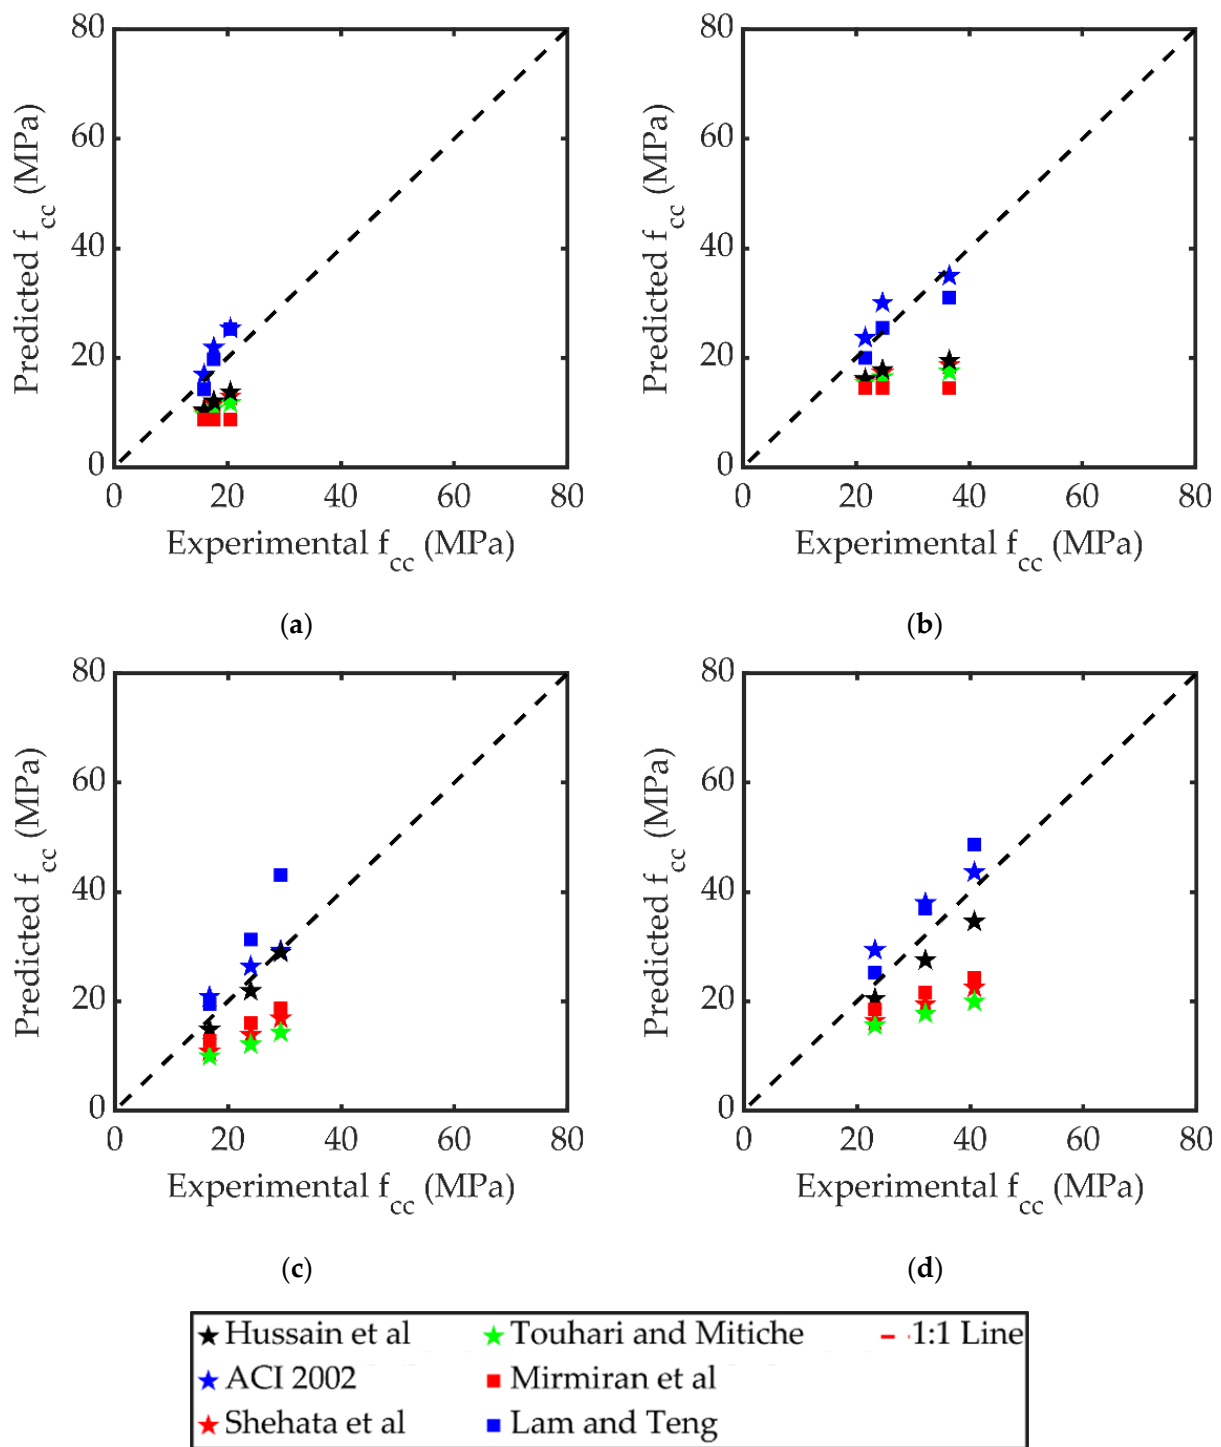 80
60
40
20
0
0 20 40 60 80
Predicted f_cc (MPa)
Experimental f_cc (MPa)
(a)
80
60
40
20
0
0 20 40 60 80
Predicted f_cc (MPa)
Experimental f_cc (MPa)
(b)
80
60
40
20
0
0 20 40 60 80
Predicted f_cc (MPa)
Experimental f_cc (MPa)
(c)
80
60
40
20
0
0 20 40 60 80
Predicted f_cc (MPa)
Experimental f_cc (MPa)
(d)
Hussain et al
Touhari and Mitiche
1:1 Line
ACI 2002
Mirmiran et al
Shehata et al
Lam and Teng